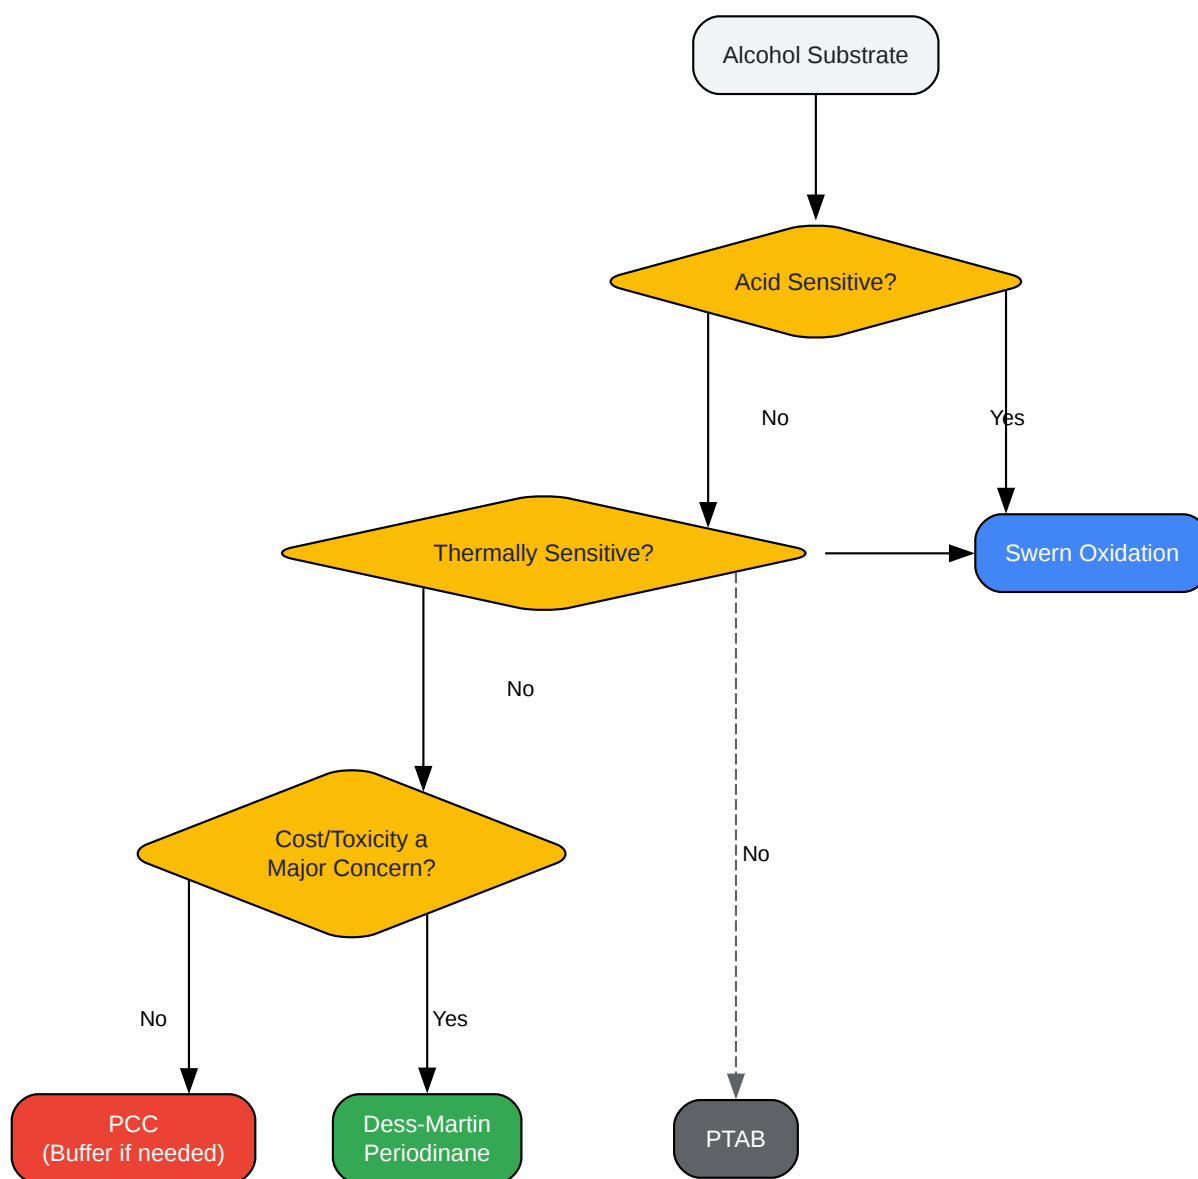 Alcohol Substrate
Acid Sensitive?
No
Yes
Thermally Sensitive?
Swern Oxidation
No
Cost/Toxicity a
Major Concern?
No
No
Yes
PCC
(Buffer if needed)
Dess-Martin
Periodinane
PTAB